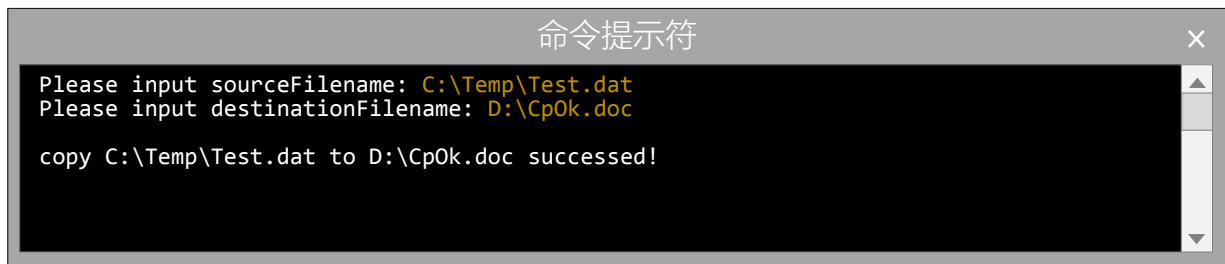 命令提示符
×
Please input sourceFilename: C:\Temp\Test.dat
Please input destinationFilename: D:\CpOk.doc
copy C:\Temp\Test.dat to D:\CpOk.doc successed!